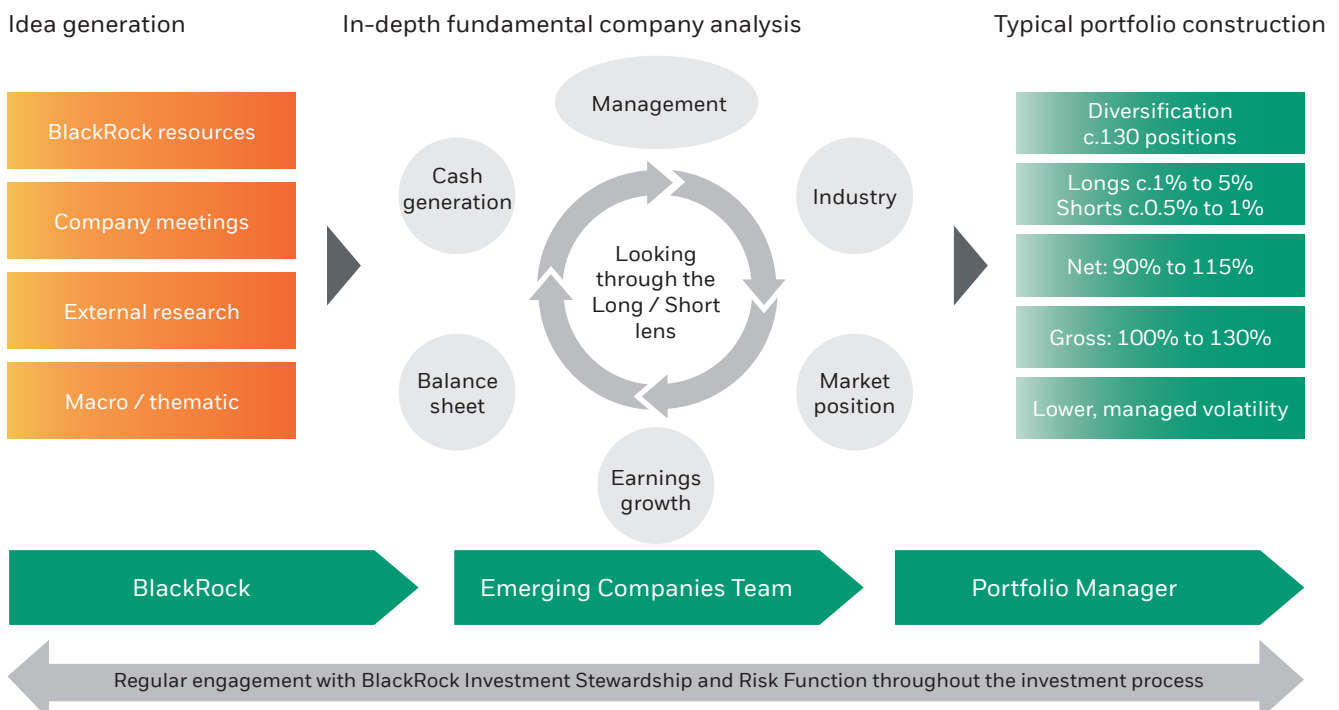 Idea generation
In-depth fundamental company analysis
Typical portfolio construction
BlackRock resources
Company meetings
External research
Macro / thematic
Management
Cash
generation
Industry
Looking
through the
Long / Short
lens
Balance
sheet
Market
position
Earnings
growth
Diversification
c.130 positions
Longs c.1% to 5%
Shorts c.0.5% to 1%
Net: 90% to 115%
Gross: 100% to 130%
Lower, managed volatility
BlackRock
Emerging Companies Team
Portfolio Manager
Regular engagement with BlackRock Investment Stewardship and Risk Function throughout the investment process